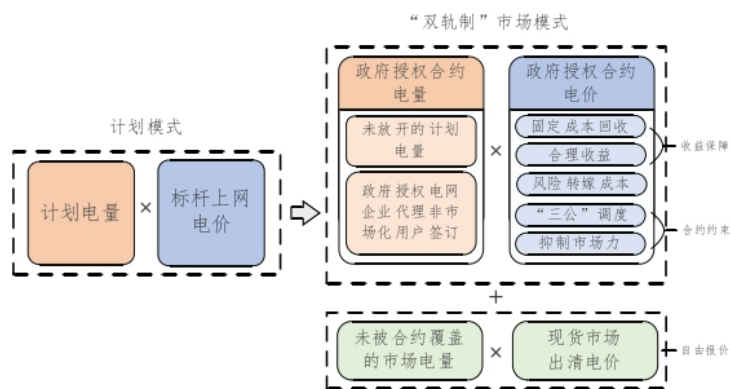 “双轨制”市场模式
计划模式
计划电量
×
标杆上网
电价
政府授权合约
电量
未放开的计划
电量
政府授权电网
企业代理非市
场化用户签订
×
政府授权合约
电价
固定成本回收
合理收益
风险转嫁成本
“三公”调度
抑制市场力
收益保障
合约约束
+
未被合约覆盖
的市场电量
×
现货市场
出清电价
自由报价